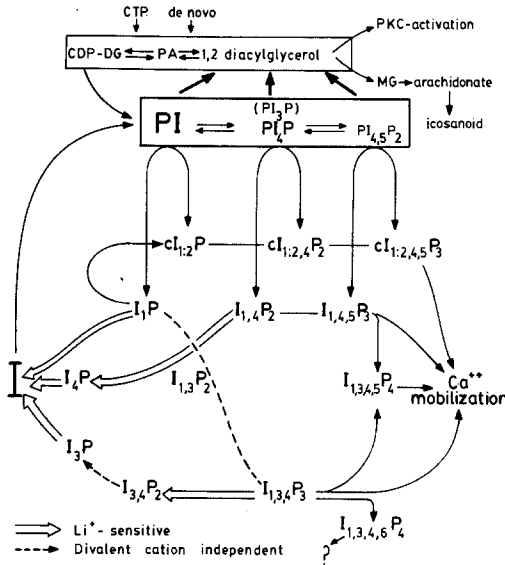 CTP de novo
PKC-activation
CDP-DG PA 1,2 diacylglycerol
MG arachidonate
icosanoid
(PI3P)
PI PI4P PI4,5P2
cI1:2P cI1:2,4P2 cI1:2,4,5P3
I1P I1,4P2 I1,4,5P3
I I4P I1,3P2 I1,3,4,5P4 Ca++
mobilization
I3P
I3,4P2 I1,3,4P3
Li+- sensitive
I1,3,4,6P4
Divalent cation independent ?